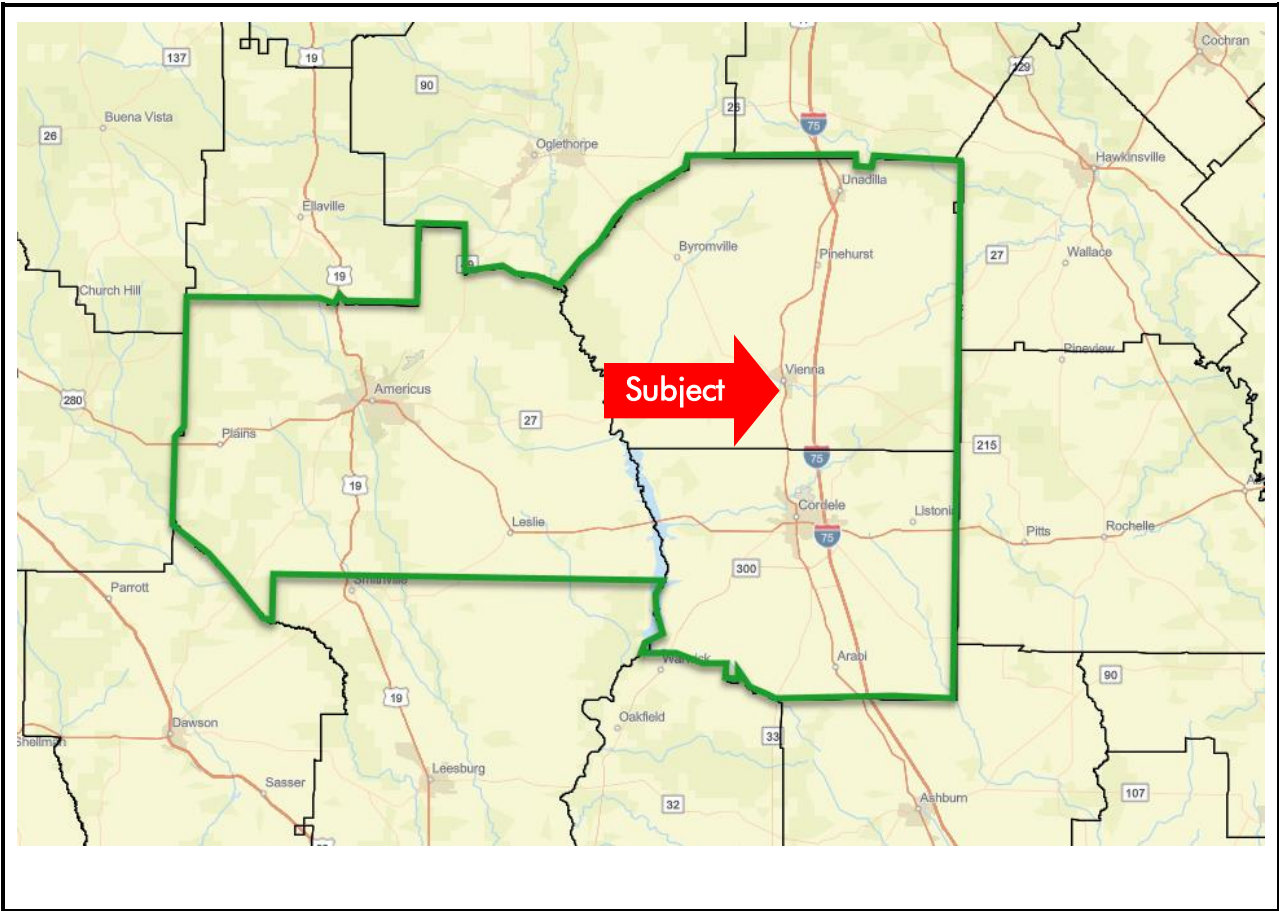 Cochran
137
19
129
90
26
75
Buena Vista
26
Oglethorpe
Hawkinsville
Unadilla
Ellaville
Byromville
Pinehurst
27
Wallace
19
Church Hill
Pineview
Vienna
Subject
Americus
280
27
Plains
215
75
19
Cordele
Listonia
Leslie
Pitts
Rochelle
75
300
Smithville
Parrott
Warwick
Arabi
90
19
Oakfield
Dawson
33
Shellman
Leesburg
Sasser
32
107
Ashburn